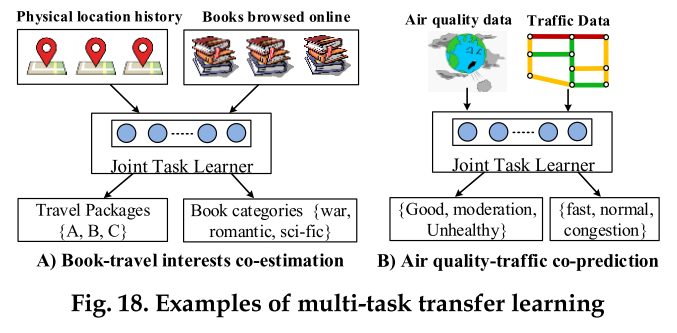 Physical location history
Books browsed online
Joint Task Learner
Travel Packages
{A, B, C}
Book categories {war,
romantic, sci-fic}
A) Book-travel interests co-estimation
Air quality data
Traffic Data
Joint Task Learner
{Good, moderation,
Unhealthy}
{fast, normal,
congestion}
B) Air quality-traffic co-prediction
Fig. 18. Examples of multi-task transfer learning